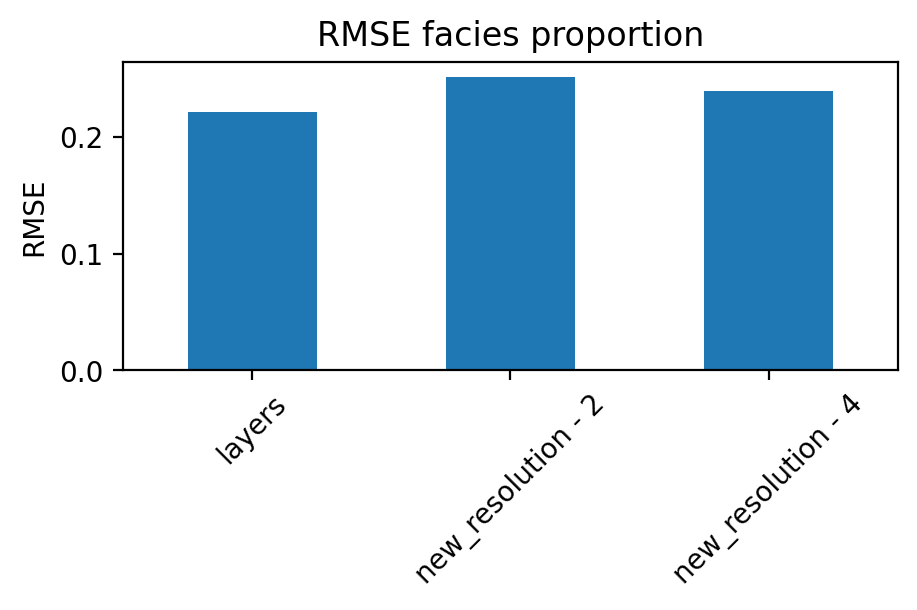 RMSE facies proportion
RMSE
0.2
0.1
0.0
layers
new_resolution - 2
new_resolution - 4